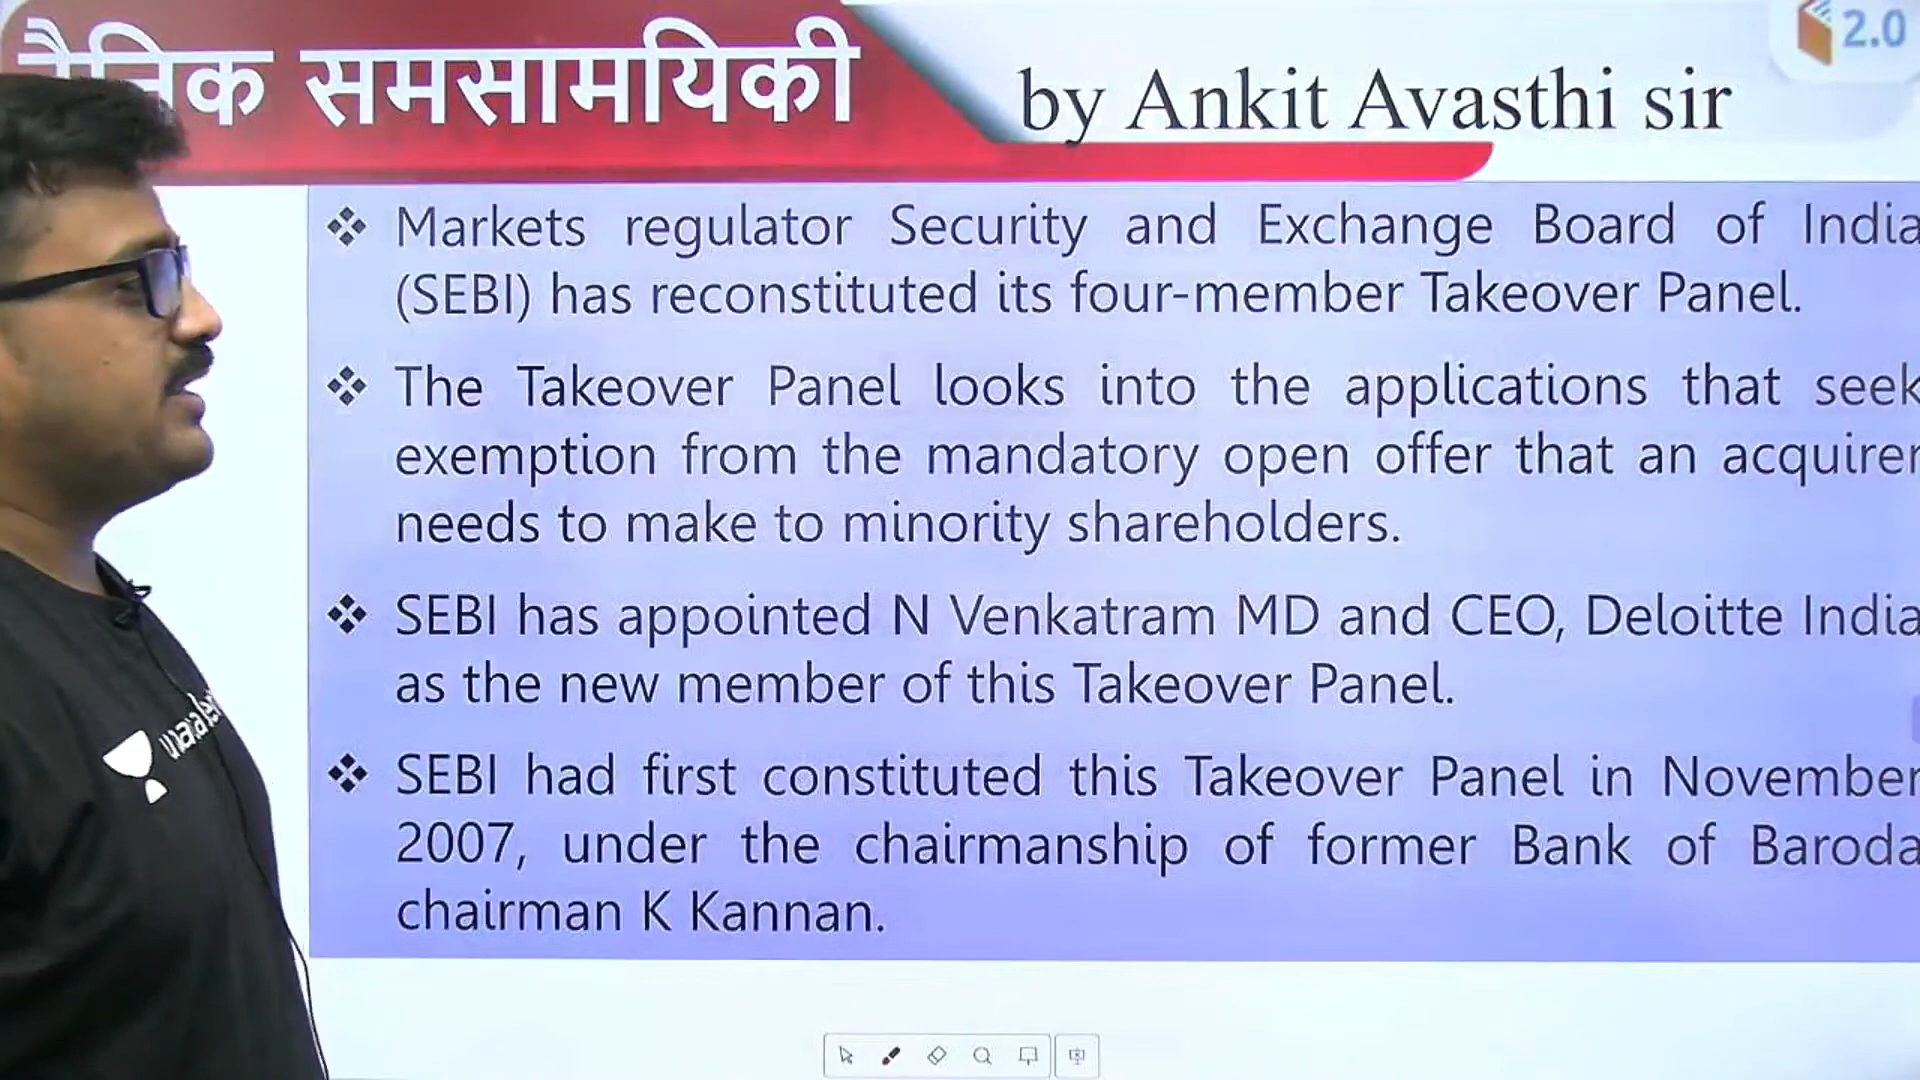 दैनिक समसामयिकी
by Ankit Avasthi sir
2.0
❖ Markets regulator Security and Exchange Board of India
(SEBI) has reconstituted its four-member Takeover Panel.
❖ The Takeover Panel looks into the applications that seek
exemption from the mandatory open offer that an acquirer
needs to make to minority shareholders.
❖ SEBI has appointed N Venkatram MD and CEO, Deloitte India
as the new member of this Takeover Panel.
❖ SEBI had first constituted this Takeover Panel in November
2007, under the chairmanship of former Bank of Baroda
chairman K Kannan.